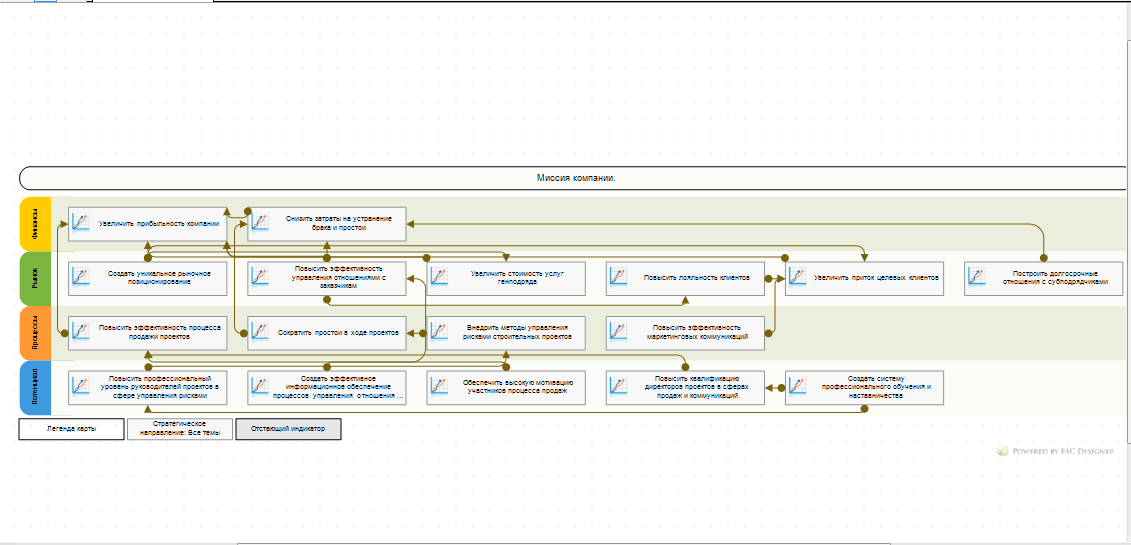 Миссия компании.
Финансы
Увеличить прибыльность компании
Снизить затраты на устранение
брака и простои
Рынок
Создать уникальное рыночное
позиционирование
Повысить эффективность
управления отношениями с
заказчиками
Увеличить стоимость услуг
генподряда
Повысить лояльность клиентов
Увеличить приток целевых клиентов
Построить долгосрочные
отношения с субподрядчиками
Процессы
Повысить эффективность процесса
продажи проектов
Сократить простои в ходе проектов
Внедрить методы управления
рисками строительных проектов
Повысить эффективность
маркетинговых коммуникаций
Потенциал
Повысить профессиональный
уровень руководителей проектов в
сфере управления рисками
Создать эффективное
информационное обеспечение
процессов управления отношения ...
Обеспечить высокую мотивацию
участников процесса продаж
Повысить квалификацию
директоров проектов в сферах
продаж и коммуникаций
Создать систему
профессионального обучения и
наставничества
Легенда карты
Стратегическое
направление: Все темы
Отстающий индикатор
POWERED BY BSC DESIGNER